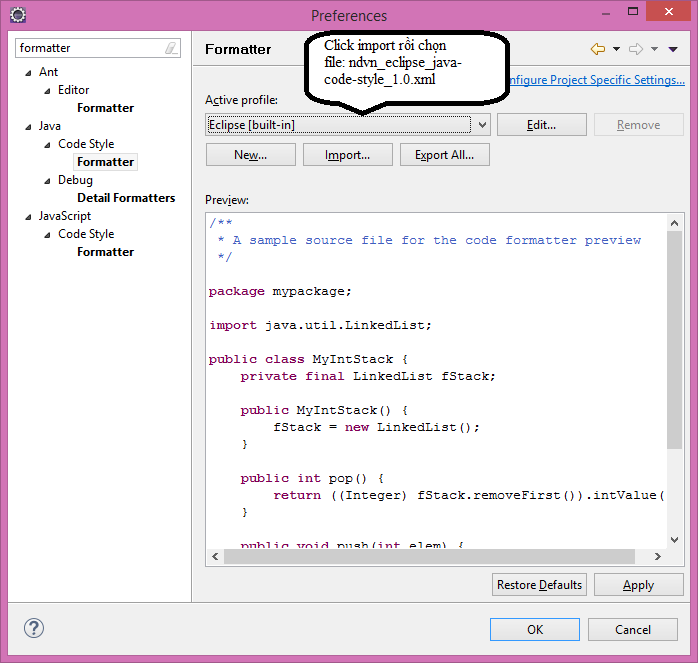 Preferences
formatter
Ant
Editor
Formatter
Java
Code Style
Formatter
Debug
Detail Formatters
JavaScript
Code Style
Formatter
Formatter
Click import rồi chọn
file: ndvn_eclipse_java-
code-style_1.0.xml
nfigure Project Specific Settings...
Active profile:
Eclipse [built-in]
Edit...
Remove
New...
Import...
Export All...
Preview:
/**
* A sample source file for the code formatter preview
*/
package mypackage;
import java.util.LinkedList;
public class MyIntStack {
private final LinkedList fStack;
public MyIntStack() {
fStack = new LinkedList();
}
public int pop() {
return ((Integer) fStack.removeFirst()).intValue(
}
public void push(int elem) {
Restore Defaults
Apply
?
OK
Cancel